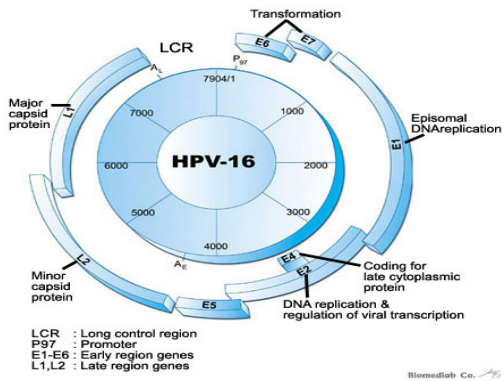 Transformation
LCR
E6
E7
P97
AL
7904/1
1000
2000
3000
4000
5000
6000
7000
HPV-16
Major
capsid
protein
L1
Episomal
DNAreplication
E1
L2
Minor
capsid
protein
AE
E5
E4
E2
Coding for
late cytoplasmic
protein
DNA replication &
regulation of viral transcription
LCR : Long control region
P97 : Promoter
E1-E6 : Early region genes
L1,L2 : Late region genes
Biomediab Co.